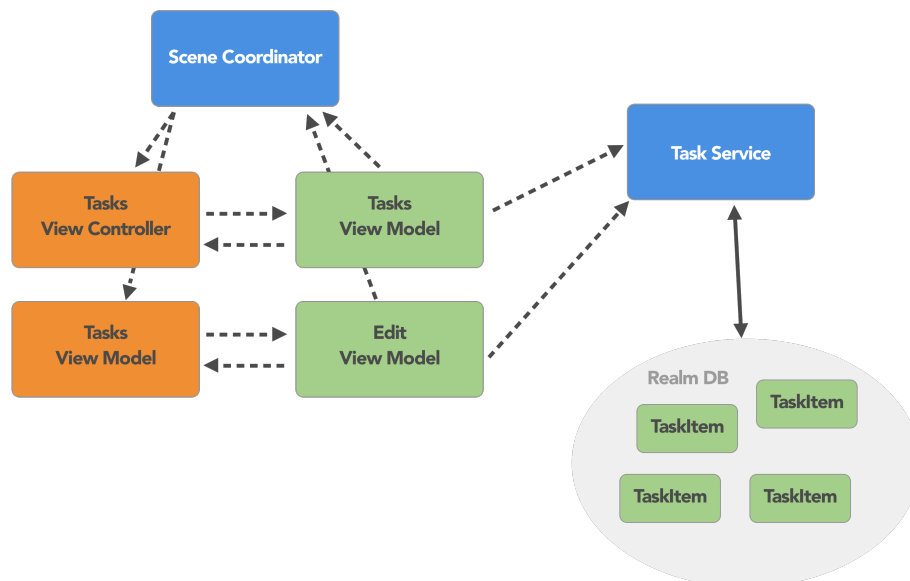 Scene Coordinator
Task Service
Tasks
View Controller
Tasks
View Model
Tasks
View Model
Edit
View Model
Realm DB
TaskItem
TaskItem
TaskItem
TaskItem